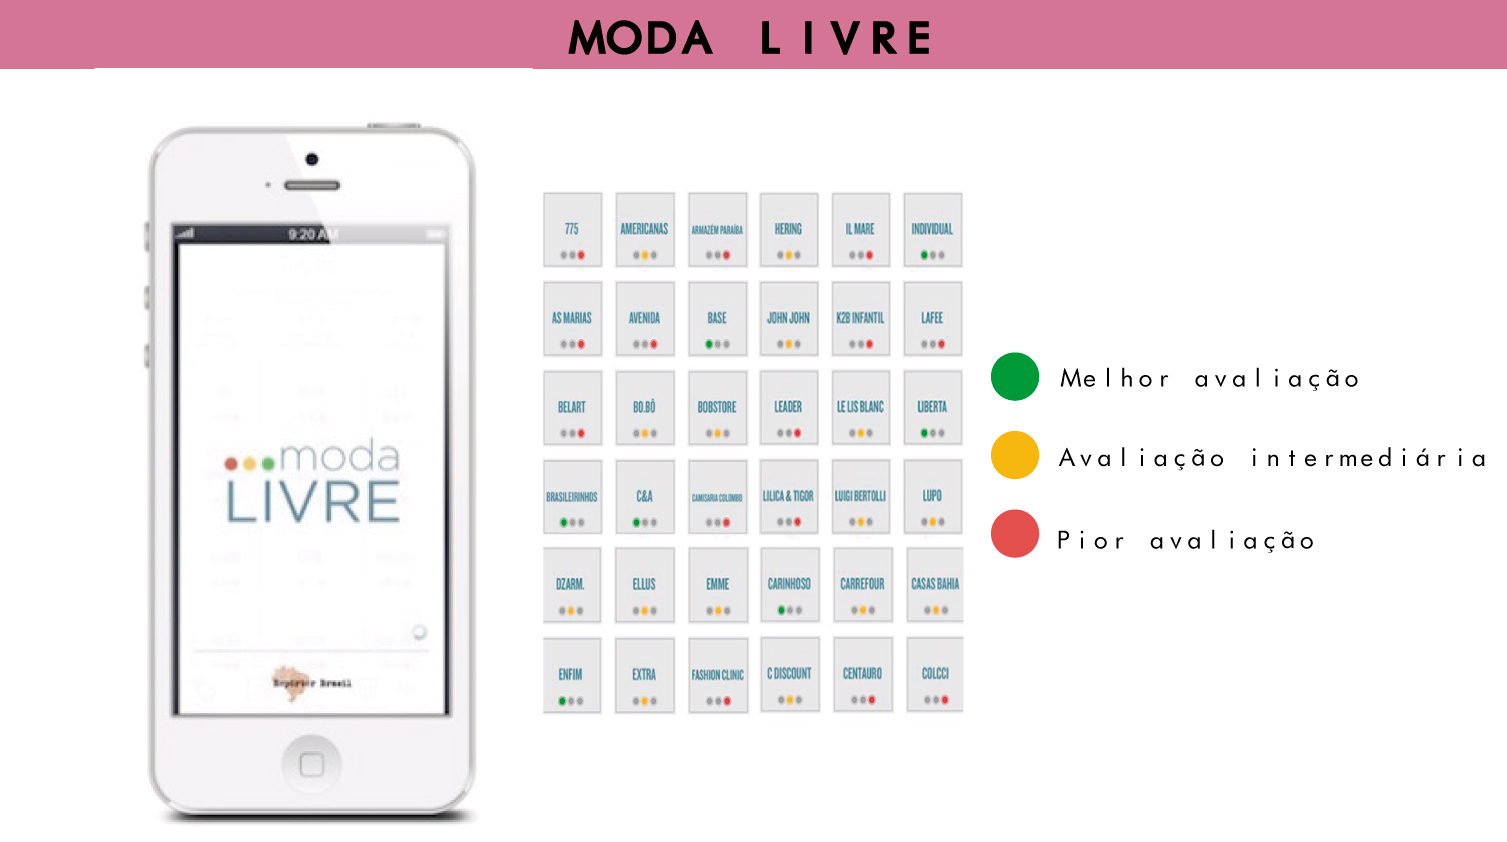 MODA LIVRE
9:20 AM
moda
LIVRE
Repórter Brasil
775 AMERICANAS ARMAZÉM PARAÍBA HERING IL MARE INDIVIDUAL
AS MARIAS AVENIDA BASE JOHN JOHN K2B INFANTIL LAFEE
BELART BO.BÔ BOBSTORE LEADER LE LIS BLANC LIBERTA
BRASILEIRINHOS C&A CAMISARIA COLOMBO LILICA & TIGOR LUIGI BERTOLLI LUPO
DZARM. ELLUS EMME CARINHOSO CARREFOUR CASAS BAHIA
ENFIM EXTRA FASHION CLINIC C DISCOUNT CENTAURO COLCCI
Melhor avaliação
Avaliação intermediária
Pior avaliação